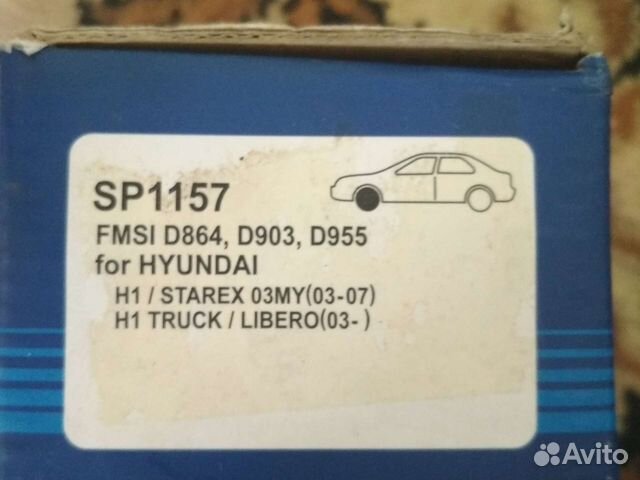 SP1157
FMSI D864, D903, D955
for HYUNDAI
H1 / STAREX 03MY(03-07)
H1 TRUCK / LIBERO(03- )
Avito